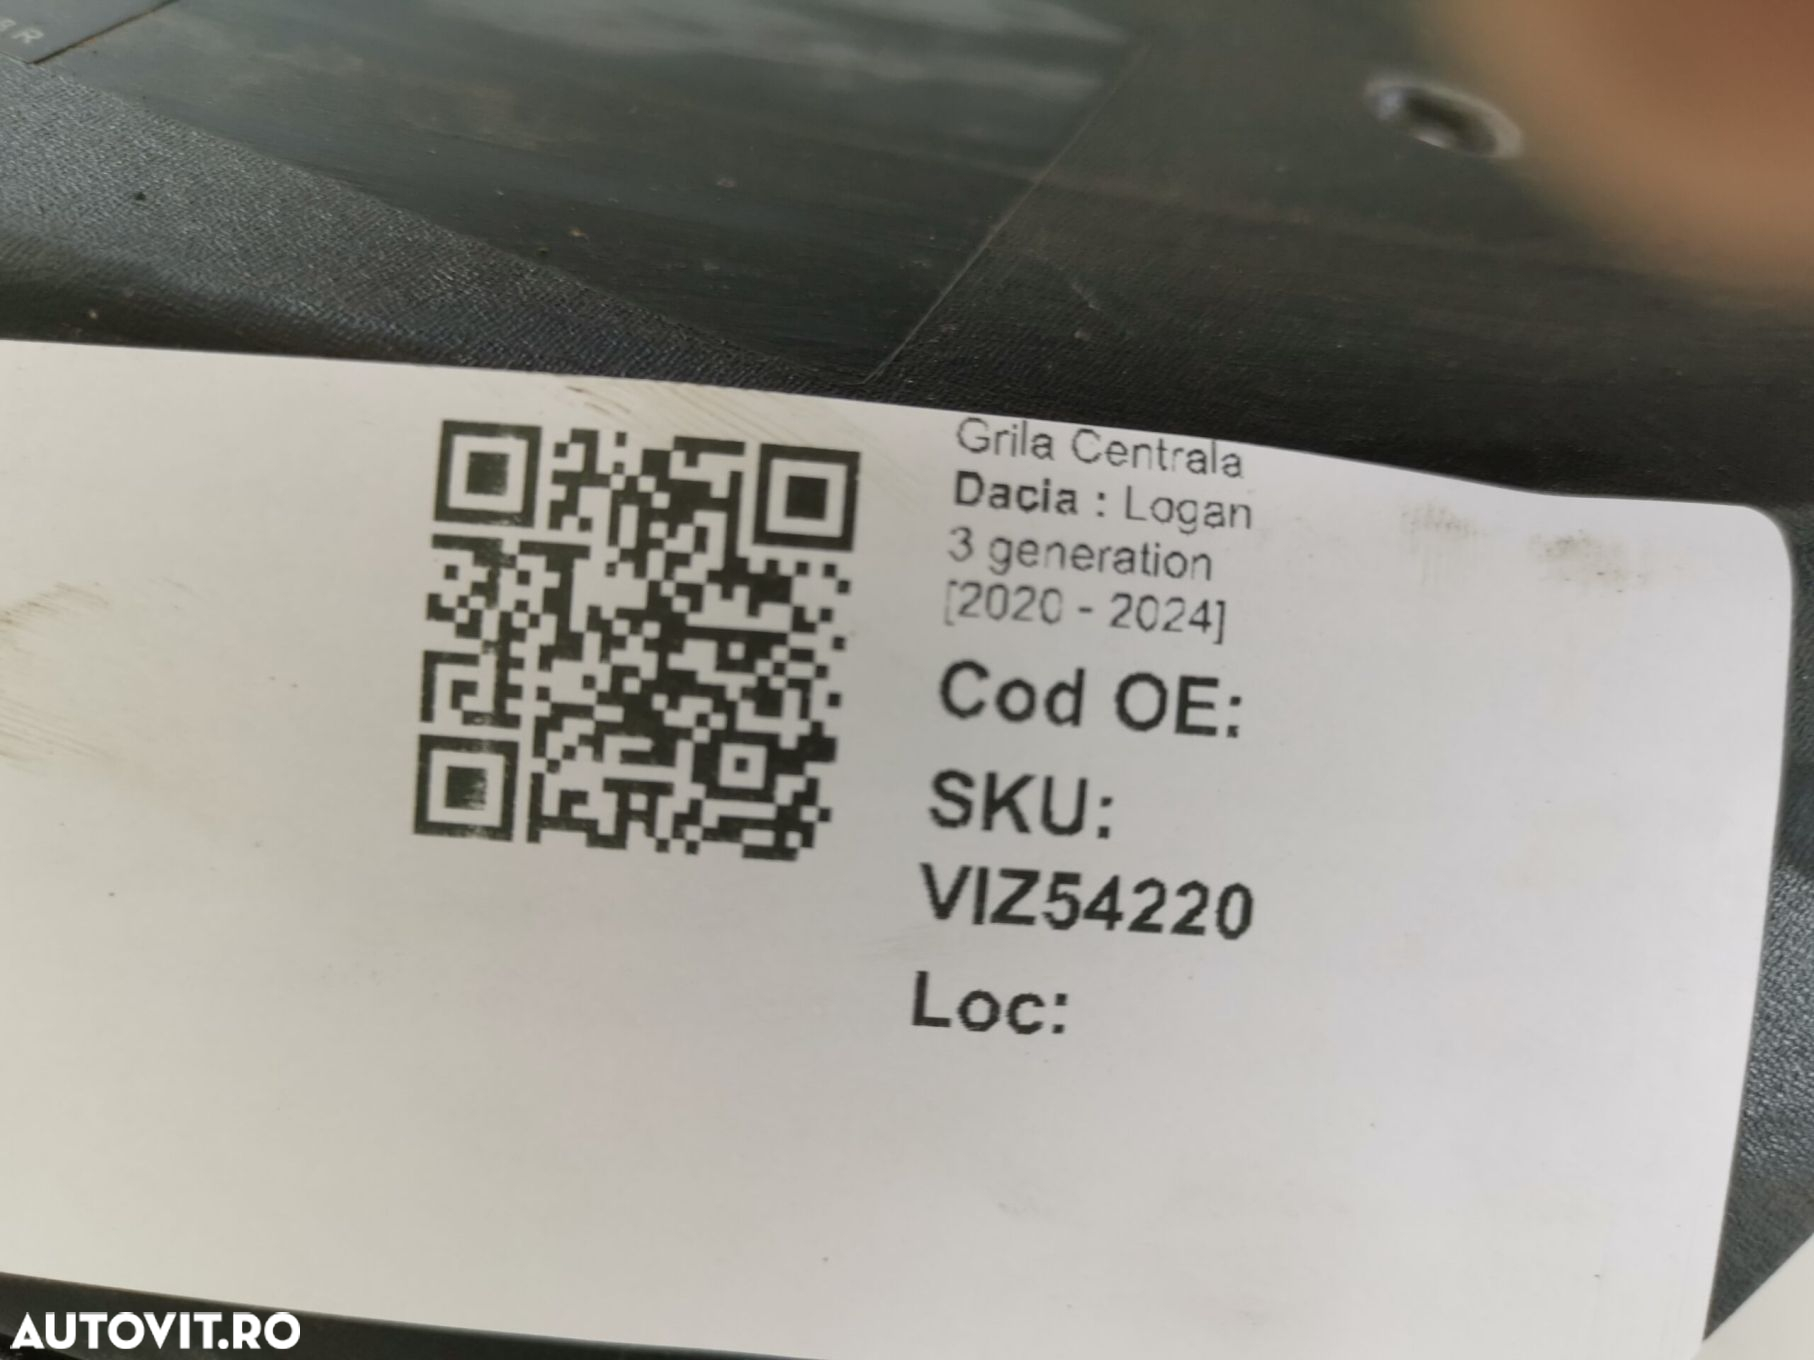 Grila Centrala
Dacia : Logan
3 generation
[2020 - 2024]
Cod OE:
SKU:
VIZ54220
Loc:
AUTOVIT.RO